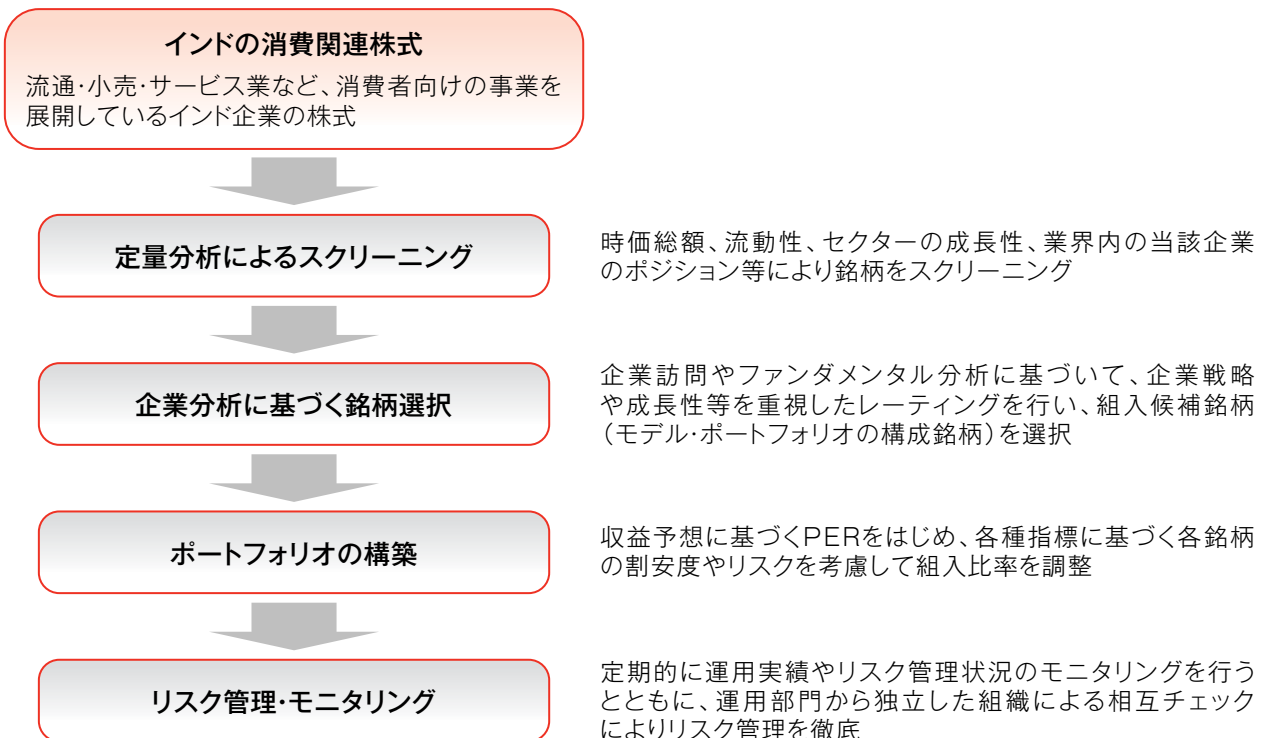 インドの消費関連株式
流通・小売・サービス業など、消費者向けの事業を
展開しているインド企業の株式
定量分析によるスクリーニング
時価総額、流動性、セクターの成長性、業界内の当該企業
のポジション等により銘柄をスクリーニング
企業分析に基づく銘柄選択
企業訪問やファンダメンタル分析に基づいて、企業戦略
や成長性等を重視したレーティングを行い、組入候補銘柄
（モデル・ポートフォリオの構成銘柄）を選択
ポートフォリオの構築
収益予想に基づくPERをはじめ、各種指標に基づく各銘柄
の割安度やリスクを考慮して組入比率を調整
リスク管理・モニタリング
定期的に運用実績やリスク管理状況のモニタリングを行う
とともに、運用部門から独立した組織による相互チェック
によりリスク管理を徹底